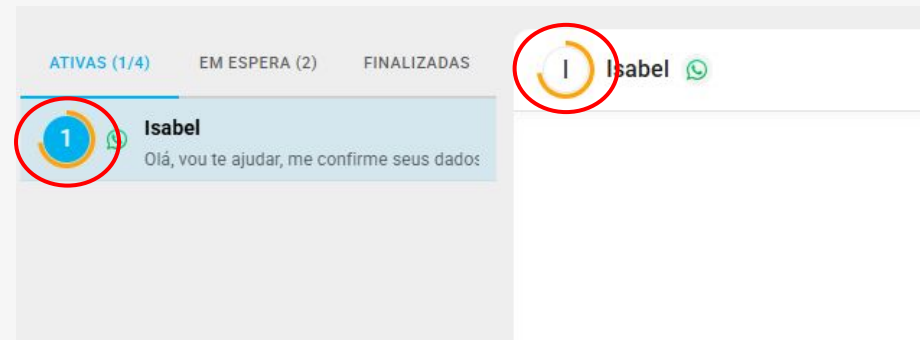 ATIVAS (1/4) EM ESPERA (2) FINALIZADAS
1 Isabel
Olá, vou te ajudar, me confirme seus dados
I Isabel